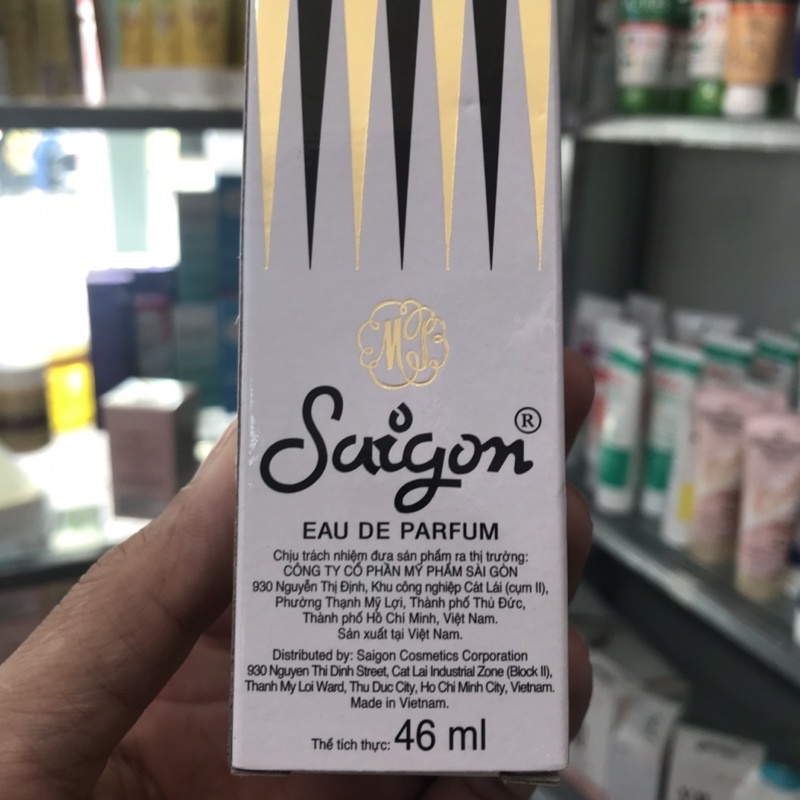 MS
Saigon®
EAU DE PARFUM
Chịu trách nhiệm đưa sản phẩm ra thị trường:
CÔNG TY CỔ PHẦN MỸ PHẨM SÀI GÒN
930 Nguyễn Thị Định, Khu công nghiệp Cát Lái (cụm II),
Phường Thạnh Mỹ Lợi, Thành phố Thủ Đức,
Thành phố Hồ Chí Minh, Việt Nam.
Sản xuất tại Việt Nam.
Distributed by: Saigon Cosmetics Corporation
930 Nguyen Thi Dinh Street, Cat Lai Industrial Zone (Block II),
Thanh My Loi Ward, Thu Duc City, Ho Chi Minh City, Vietnam.
Made in Vietnam.
Thể tích thực: 46 ml